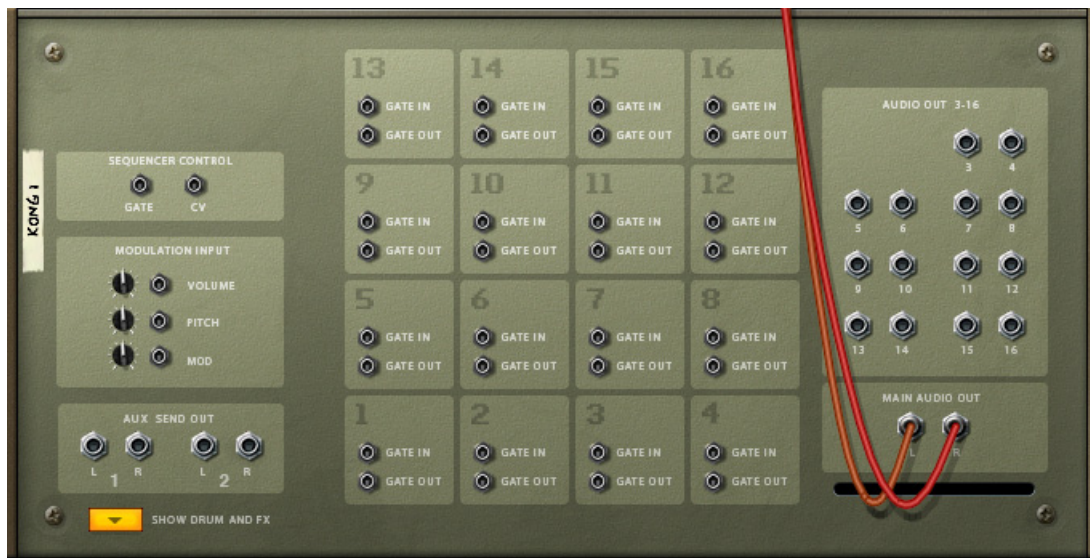 KONG 1
SEQUENCER CONTROL
GATE CV
MODULATION INPUT
VOLUME
PITCH
MOD
AUX SEND OUT
L R L R
1 2
SHOW DRUM AND FX
13 14 15 16
GATE IN GATE IN GATE IN GATE IN
GATE OUT GATE OUT GATE OUT GATE OUT
9 10 11 12
GATE IN GATE IN GATE IN GATE IN
GATE OUT GATE OUT GATE OUT GATE OUT
5 6 7 8
GATE IN GATE IN GATE IN GATE IN
GATE OUT GATE OUT GATE OUT GATE OUT
1 2 3 4
GATE IN GATE IN GATE IN GATE IN
GATE OUT GATE OUT GATE OUT GATE OUT
AUDIO OUT 3-16
3 4
5 6 7 8
9 10 11 12
13 14 15 16
MAIN AUDIO OUT
L R